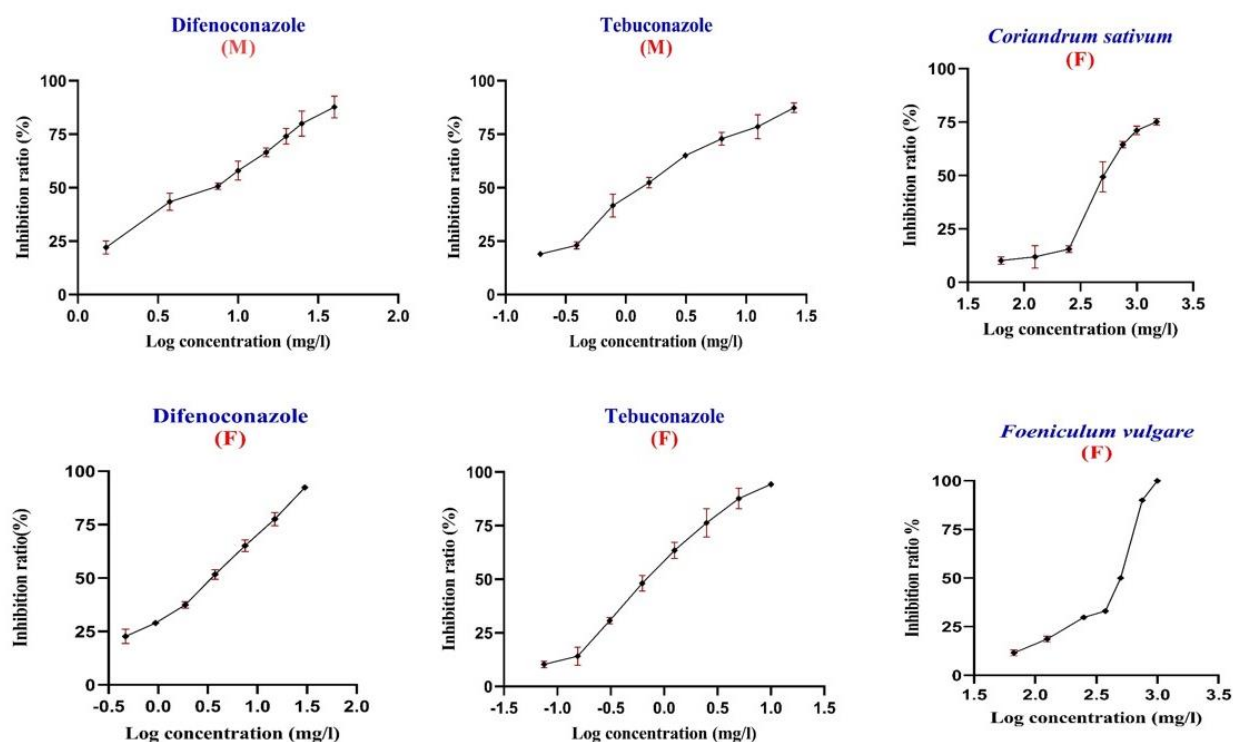 Difenoconazole
(M)
Inhibition ratio (%)
100
75
50
25
0
0.0 0.5 1.0 1.5 2.0
Log concentration (mg/l)
Tebuconazole
(M)
Inhibition ratio (%)
100
75
50
25
0
-1.0 -0.5 0.0 0.5 1.0 1.5
Log concentration (mg/l)
Coriandrum sativum
(F)
Inhibition ratio (%)
100
75
50
25
0
1.5 2.0 2.5 3.0 3.5
Log concentration (mg/l)
Difenoconazole
(F)
Inhibition ratio(%)
100
75
50
25
0
-0.5 0.0 0.5 1.0 1.5 2.0
Log concentration (mg/l)
Tebuconazole
(F)
Inhibition ratio (%)
100
75
50
25
0
-1.5 -1.0 -0.5 0.0 0.5 1.0 1.5
Log concentration (mg/l)
Foeniculum vulgare
(F)
Inhibition ratio %
100
75
50
25
0
1.5 2.0 2.5 3.0 3.5
Log concentration (mg/l)